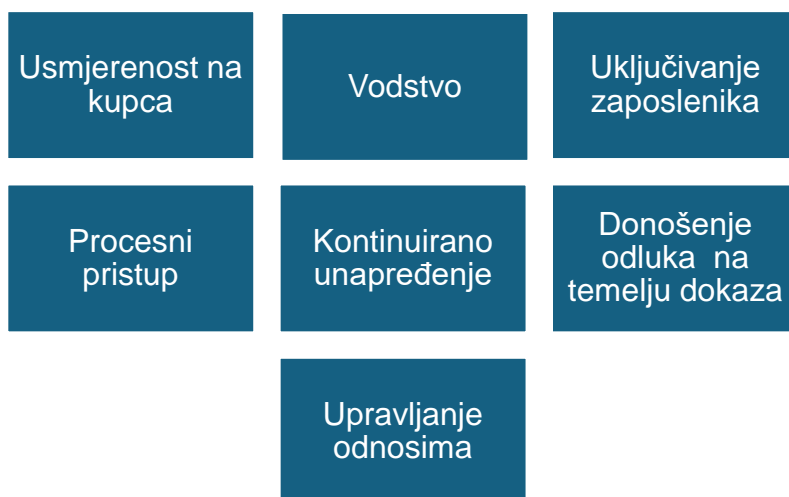 Usmjerenost na
kupca
Vodstvo
Uključivanje
zaposlenika
Procesni
pristup
Kontinuirano
unapređenje
Donošenje
odluka  na
temelju dokaza
Upravljanje
odnosima